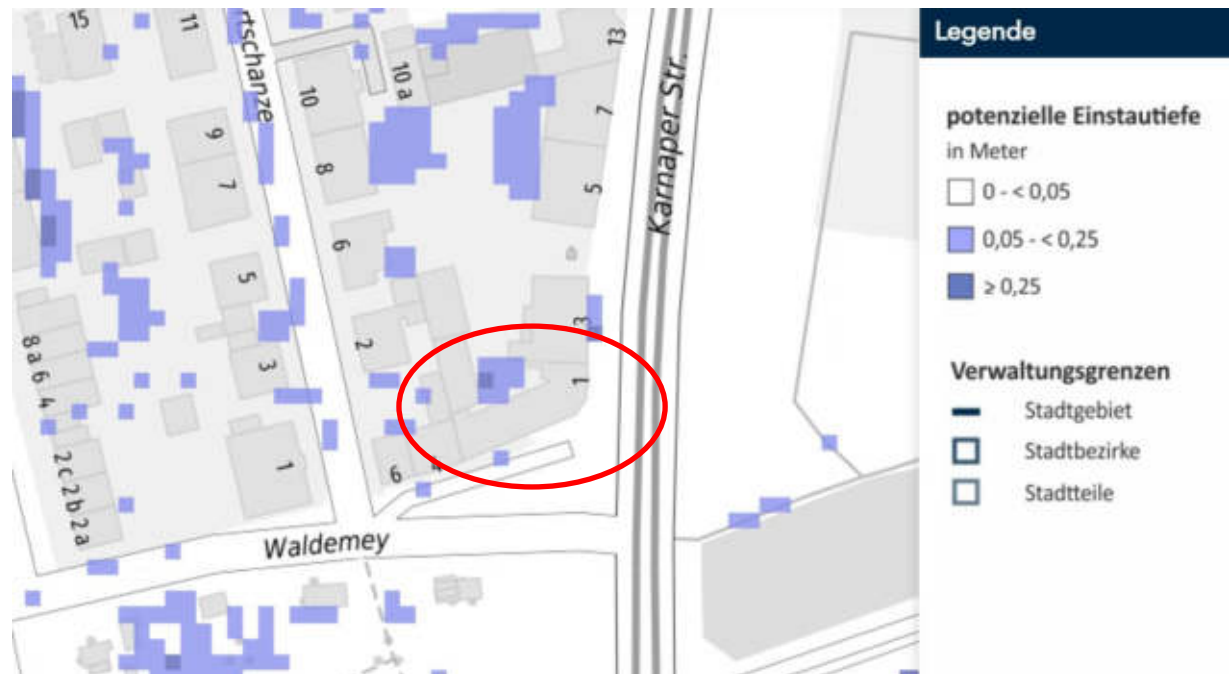 15
11
rtschanze
10
10 a
13
9
7
8
7
5
Karnaper Str.
6
5
2
3
3
1
8 a 6 4
2 c 2 b 2 a
1
6
4
Waldemey
Legende
potenzielle Einstautiefe
in Meter
0 - < 0,05
0,05 - < 0,25
≥ 0,25
Verwaltungsgrenzen
Stadtgebiet
Stadtbezirke
Stadtteile